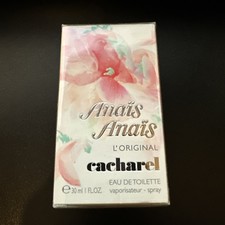 Anaïs
Anaïs
L'ORIGINAL
cacharel
EAU DE TOILETTE
℮ 30 ml 1 FL.OZ. vaporisateur - spray